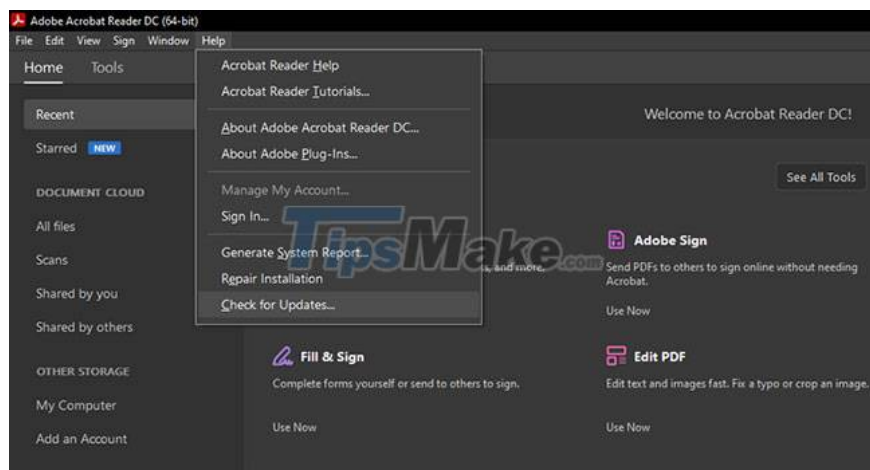 Adobe Acrobat Reader DC (64-bit)
File Edit View Sign Window Help
Home Tools
Acrobat Reader Help
Acrobat Reader Tutorials...
About Adobe Acrobat Reader DC...
About Adobe Plug-Ins...
Manage My Account...
Sign In...
Generate System Report...
Repair Installation
Check for Updates...
Recent
Starred NEW
DOCUMENT CLOUD
All files
Scans
Shared by you
Shared by others
OTHER STORAGE
My Computer
Add an Account
Welcome to Acrobat Reader DC!
See All Tools
TipsMake.com
s, and more.
Adobe Sign
Send PDFs to others to sign online without needing
Acrobat.
Use Now
Fill & Sign
Complete forms yourself or send to others to sign.
Use Now
Edit PDF
Edit text and images fast. Fix a typo or crop an image.
Use Now